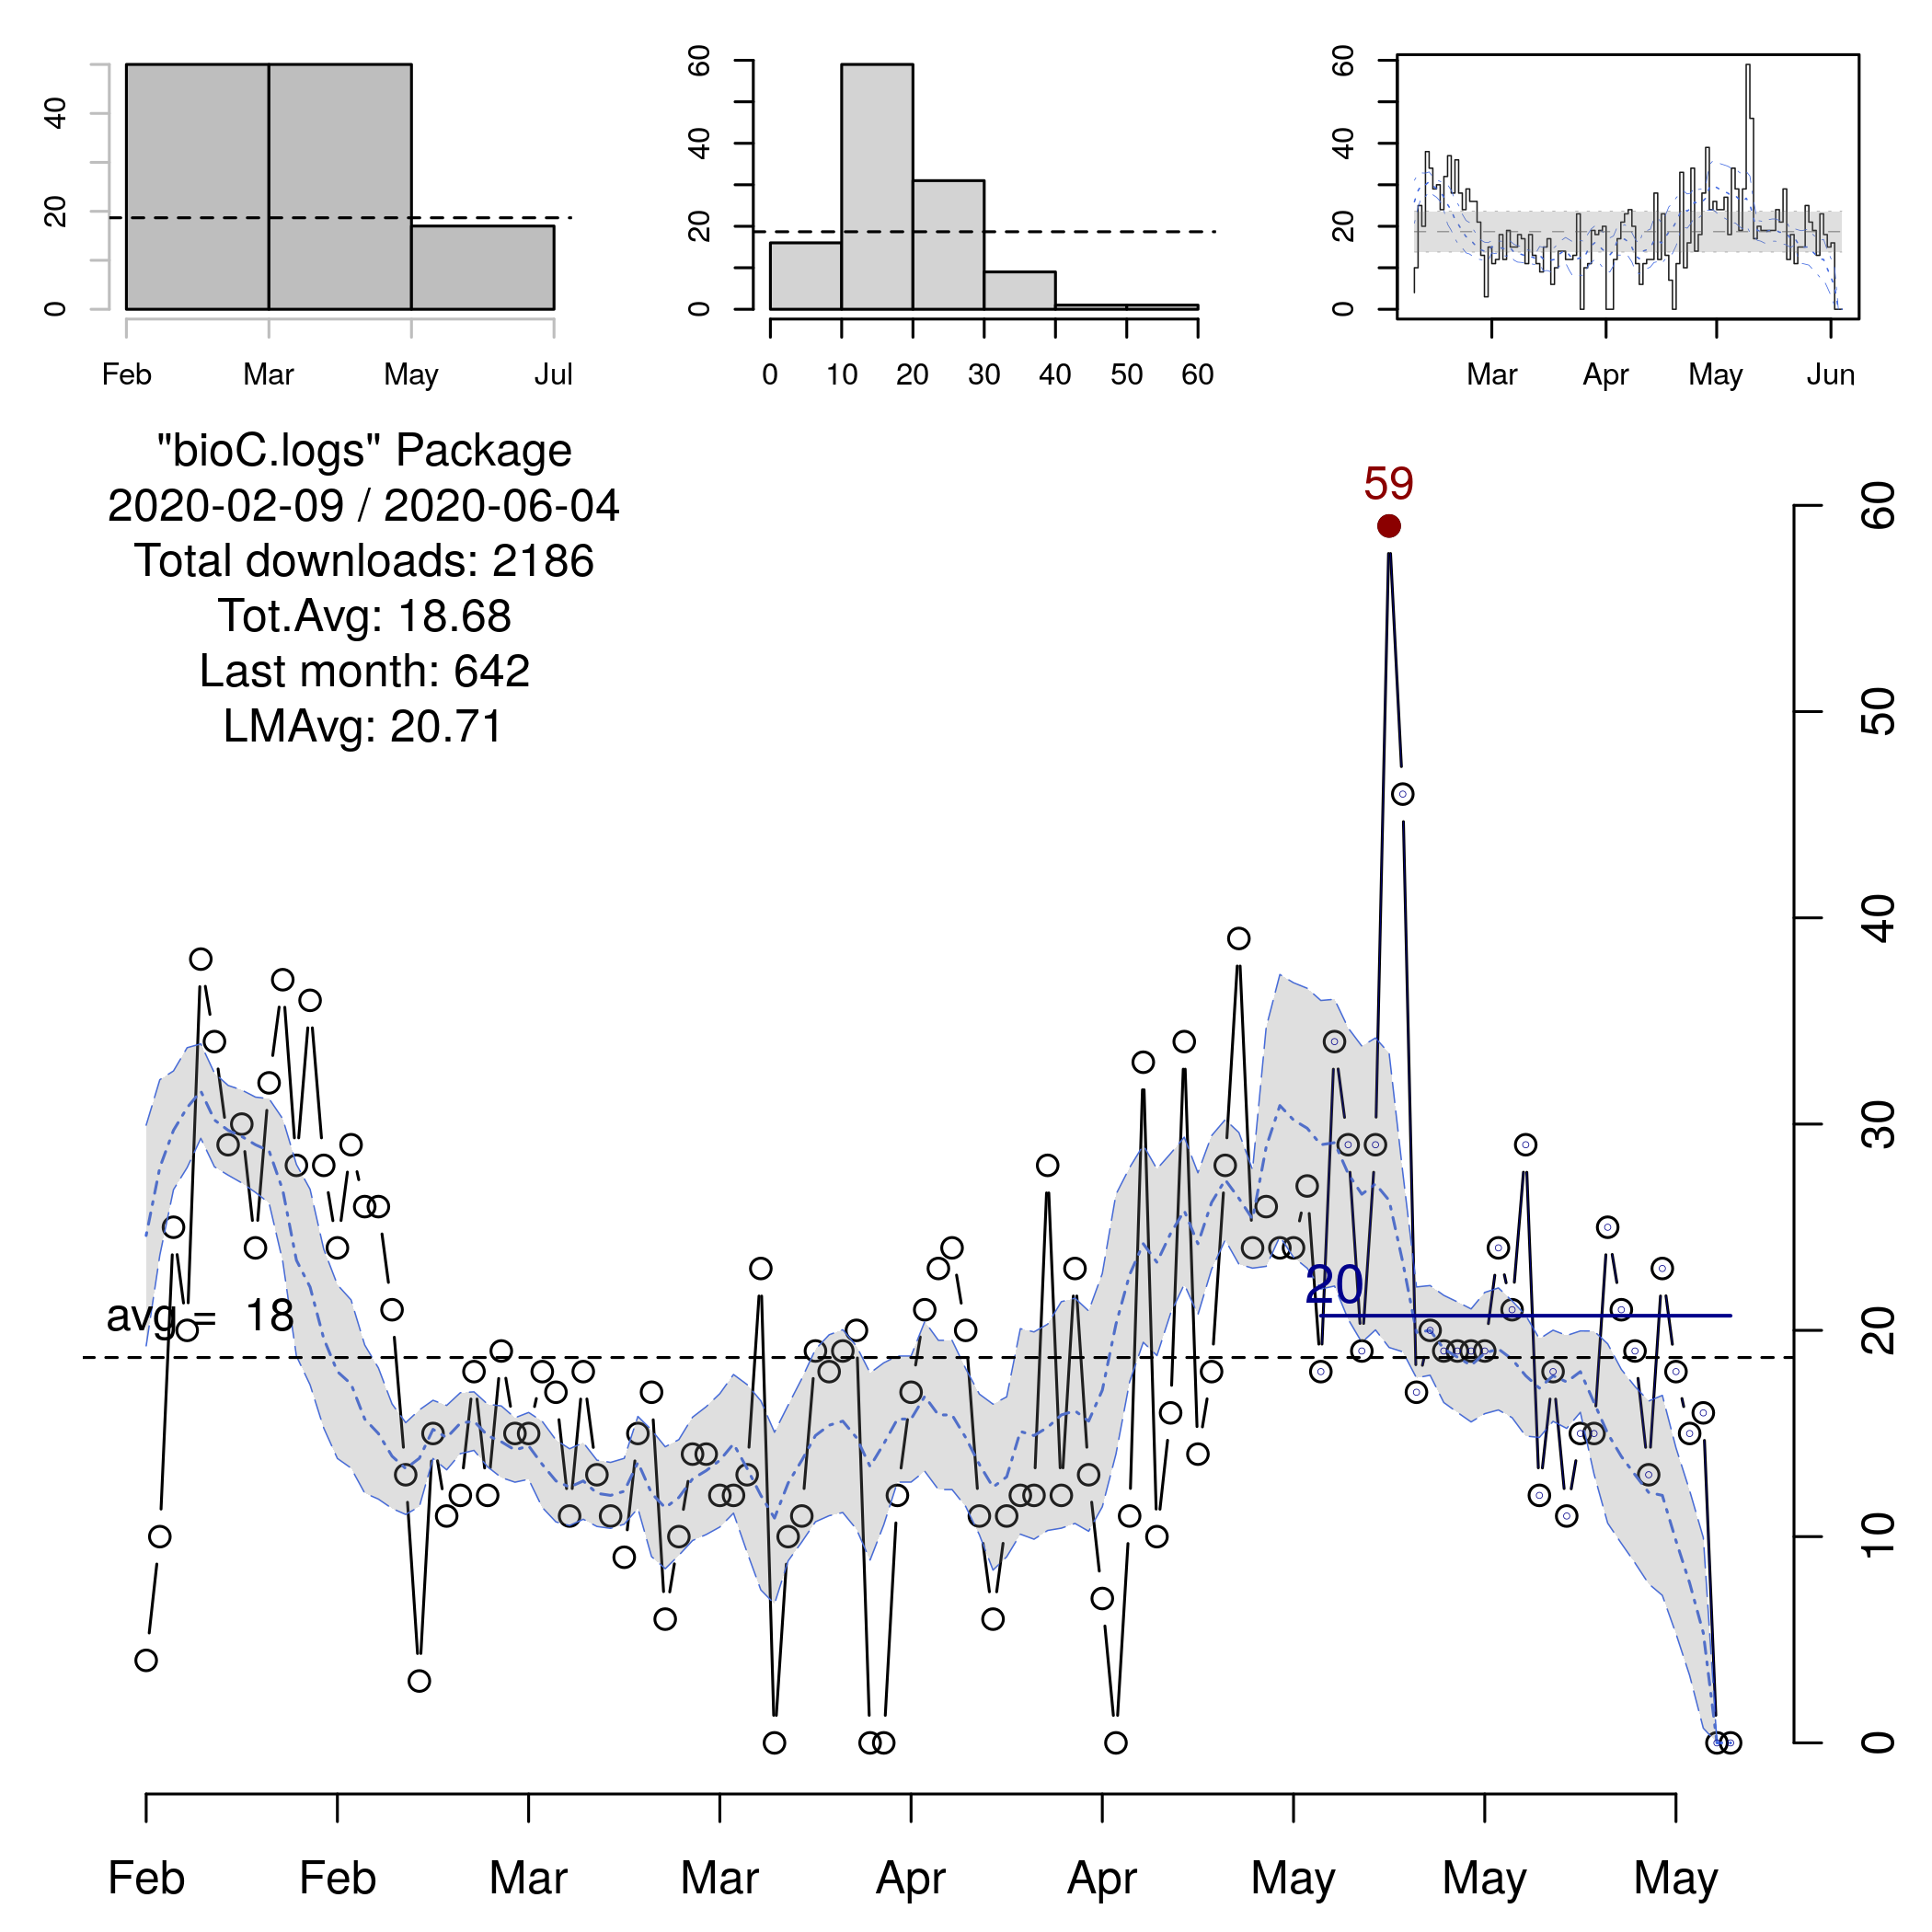 40
20
0
Feb Mar May Jul
60
40
20
0
0 10 20 30 40 50 60
60
40
20
0
Mar Apr May Jun
"bioC.logs" Package
2020-02-09 / 2020-06-04
Total downloads: 2186
Tot.Avg: 18.68
Last month: 642
LMAvg: 20.71
59
60
50
40
30
20
10
0
20
avg = 18
Feb Feb Mar Mar Apr Apr May May May